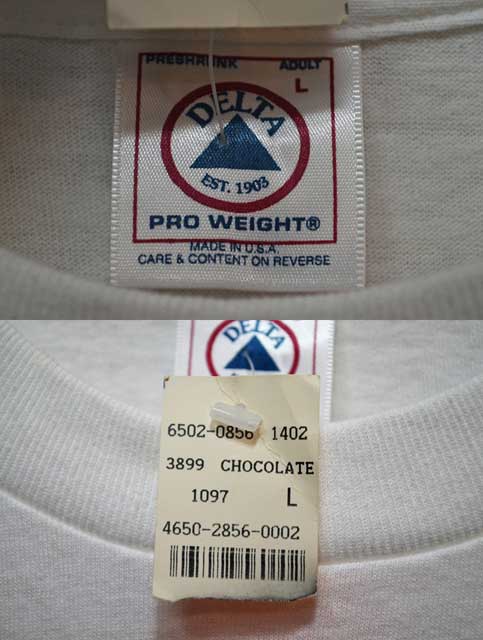 PRESHRUNK ADULT
L
DELTA
EST. 1903
PRO WEIGHT®
MADE IN U.S.A.
CARE & CONTENT ON REVERSE
DELTA
6502-0856 1402
3899 CHOCOLATE
1097 L
4650-2856-0002